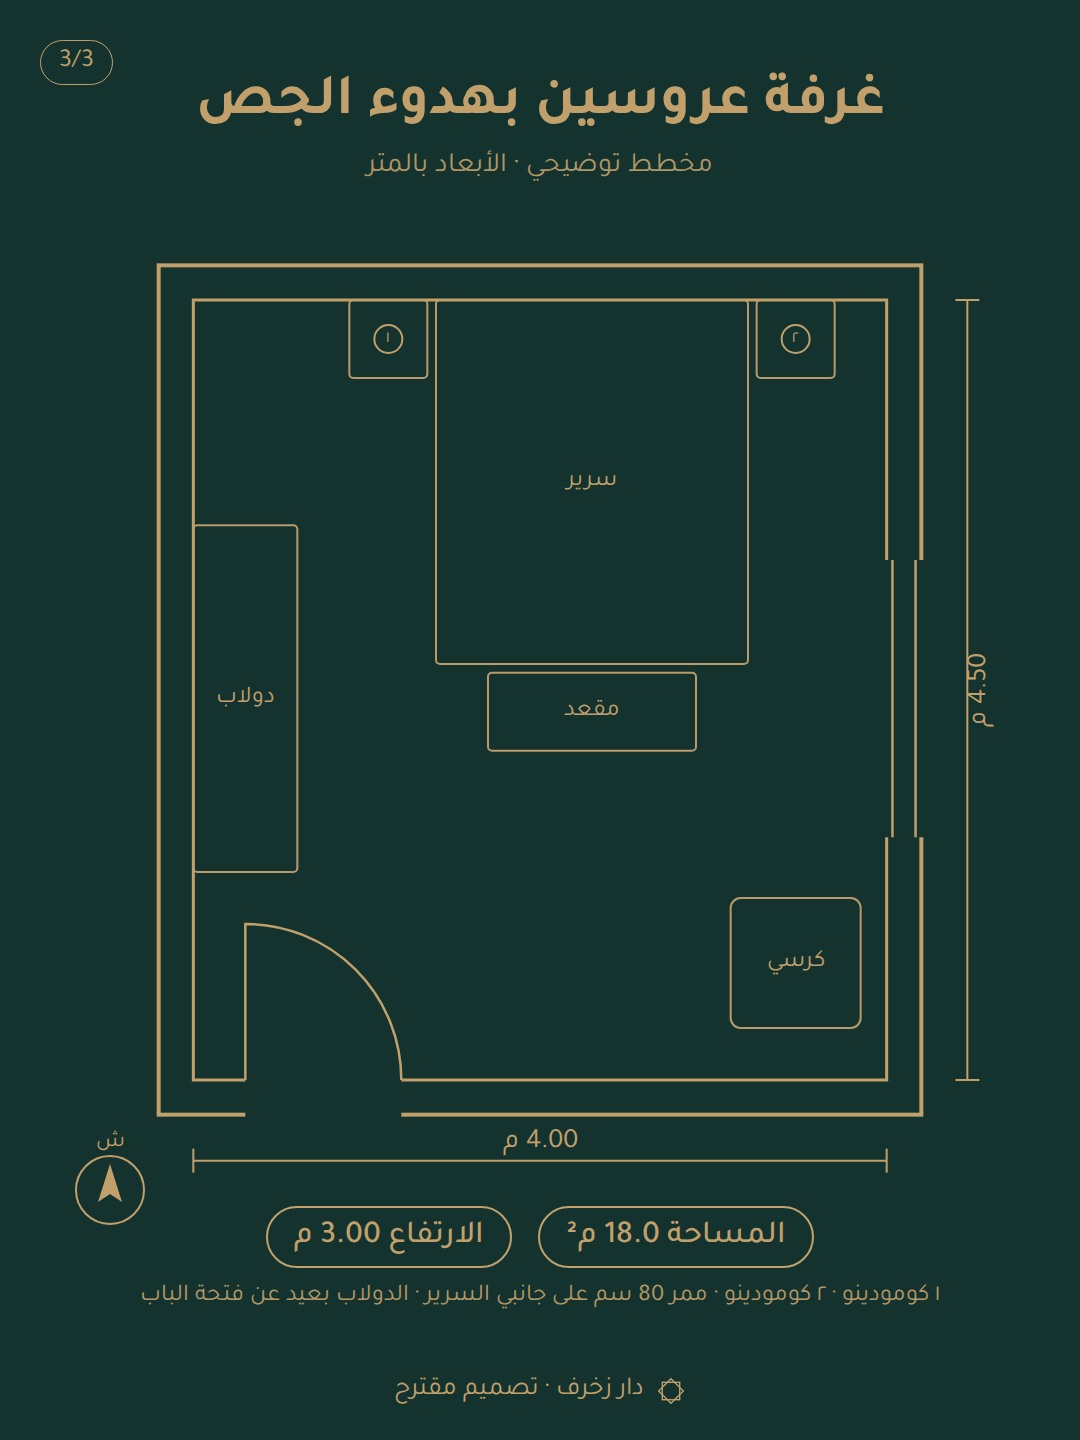 3/3
غرفة عروسين بهدوء الجص
مخطط توضيحي · الأبعاد بالمتر
١
٢
سرير
دولاب
مقعد
4.50 م
كرسي
4.00 م
ش
المساحة 18.0 م²
الارتفاع 3.00 م
١ كومودينو · ٢ كومودينو · ممر 80 سم على جانبي السرير · الدولاب بعيد عن فتحة الباب
دار زخرف · تصميم مقترح